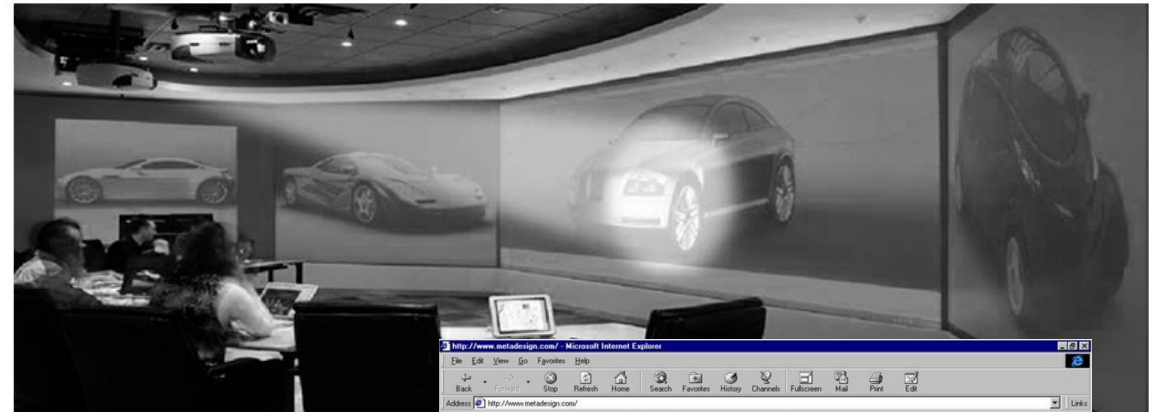 http://www.metadesign.com/ - Microsoft Internet Explorer
File Edit View Go Favorites Help
Back Forward Stop Refresh Home Search Favorites History Channels Fullscreen Mail Print Edit
Address http://www.metadesign.com/ Links